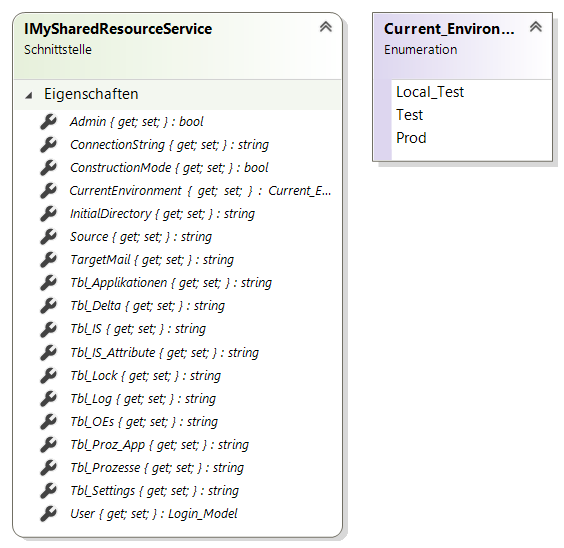 IMySharedResourceService
Schnittstelle
Eigenschaften
Admin { get; set; } : bool
ConnectionString { get; set; } : string
ConstructionMode { get; set; } : bool
CurrentEnvironment { get; set; } : Current_E...
InitialDirectory { get; set; } : string
Source { get; set; } : string
TargetMail { get; set; } : string
Tbl_Applikationen { get; set; } : string
Tbl_Delta { get; set; } : string
Tbl_IS { get; set; } : string
Tbl_IS_Attribute { get; set; } : string
Tbl_Lock { get; set; } : string
Tbl_Log { get; set; } : string
Tbl_OEs { get; set; } : string
Tbl_Proz_App { get; set; } : string
Tbl_Prozesse { get; set; } : string
Tbl_Settings { get; set; } : string
User { get; set; } : Login_Model
Current_Environ...
Enumeration
Local_Test
Test
Prod